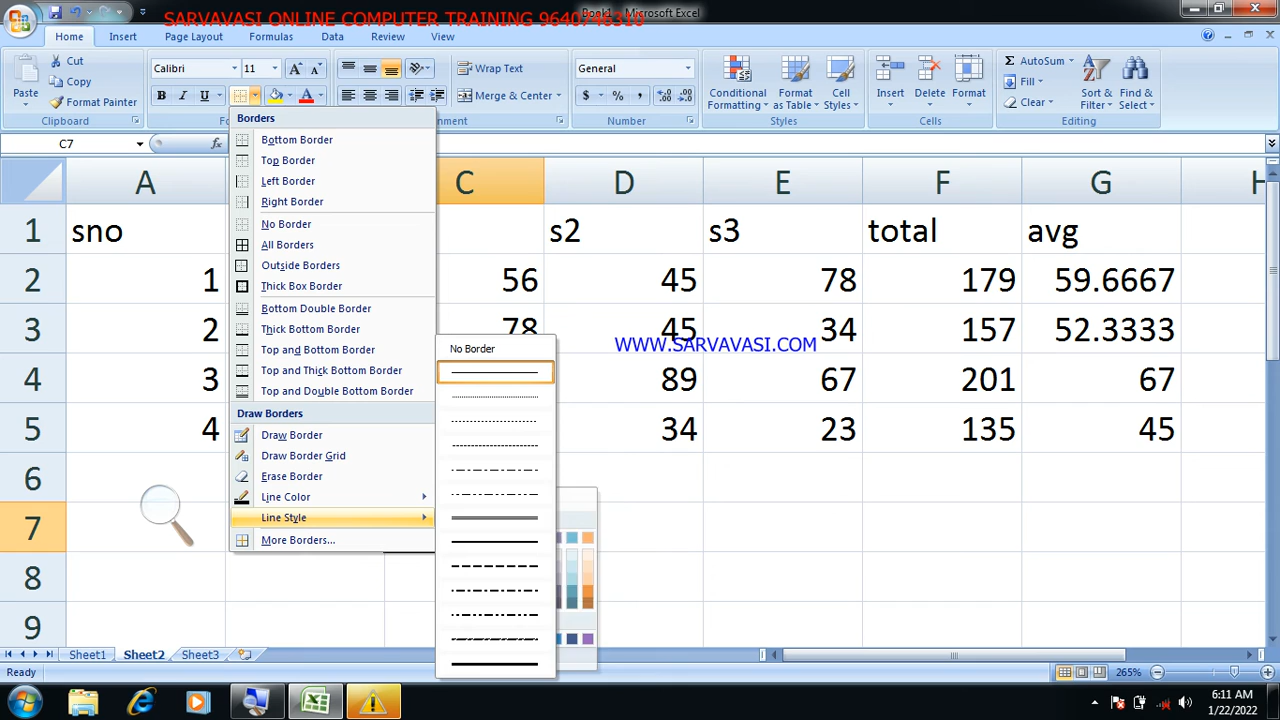 SARVAVASI ONLINE COMPUTER TRAINING 9640746310
Book1 - Microsoft Excel
Home Insert Page Layout Formulas Data Review View
Paste Cut Copy Format Painter
Calibri 11
B I U
Wrap Text
Merge & Center
General
$ % , 
Conditional Formatting Format as Table Cell Styles
Insert Delete Format
Σ AutoSum Fill Clear
Sort & Filter Find & Select
Clipboard Number Styles Cells Editing
C7 fx
Borders
Bottom Border
Top Border
Left Border
Right Border
No Border
All Borders
Outside Borders
Thick Box Border
Bottom Double Border
Thick Bottom Border
Top and Bottom Border
Top and Thick Bottom Border
Top and Double Bottom Border
Draw Borders
Draw Border
Draw Border Grid
Erase Border
Line Color
Line Style
More Borders...
No Border
A C D E F G H
1 sno s2 s3 total avg
2 1 56 45 78 179 59.6667
3 2 78 45 34 157 52.3333
WWW.SARVAVASI.COM
4 3 89 67 201 67
5 4 34 23 135 45
6
7
8
9
Sheet1 Sheet2 Sheet3
Ready 265%
6:11 AM
1/22/2022